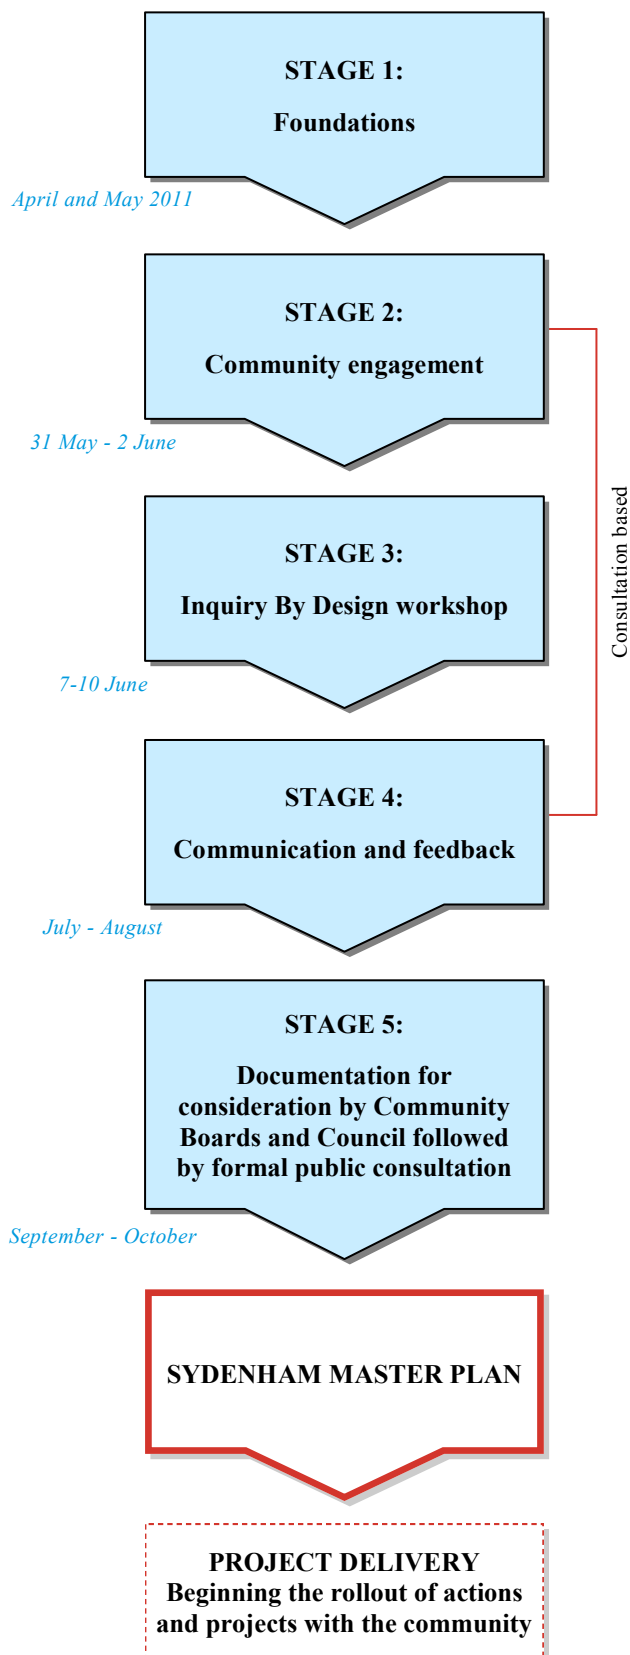 STAGE 1:
Foundations
April and May 2011
STAGE 2:
Community engagement
31 May - 2 June
STAGE 3:
Inquiry By Design workshop
7-10 June
Consultation based
STAGE 4:
Communication and feedback
July - August
STAGE 5:
Documentation for
consideration by Community
Boards and Council followed
by formal public consultation
September - October
SYDENHAM MASTER PLAN
PROJECT DELIVERY
Beginning the rollout of actions
and projects with the community